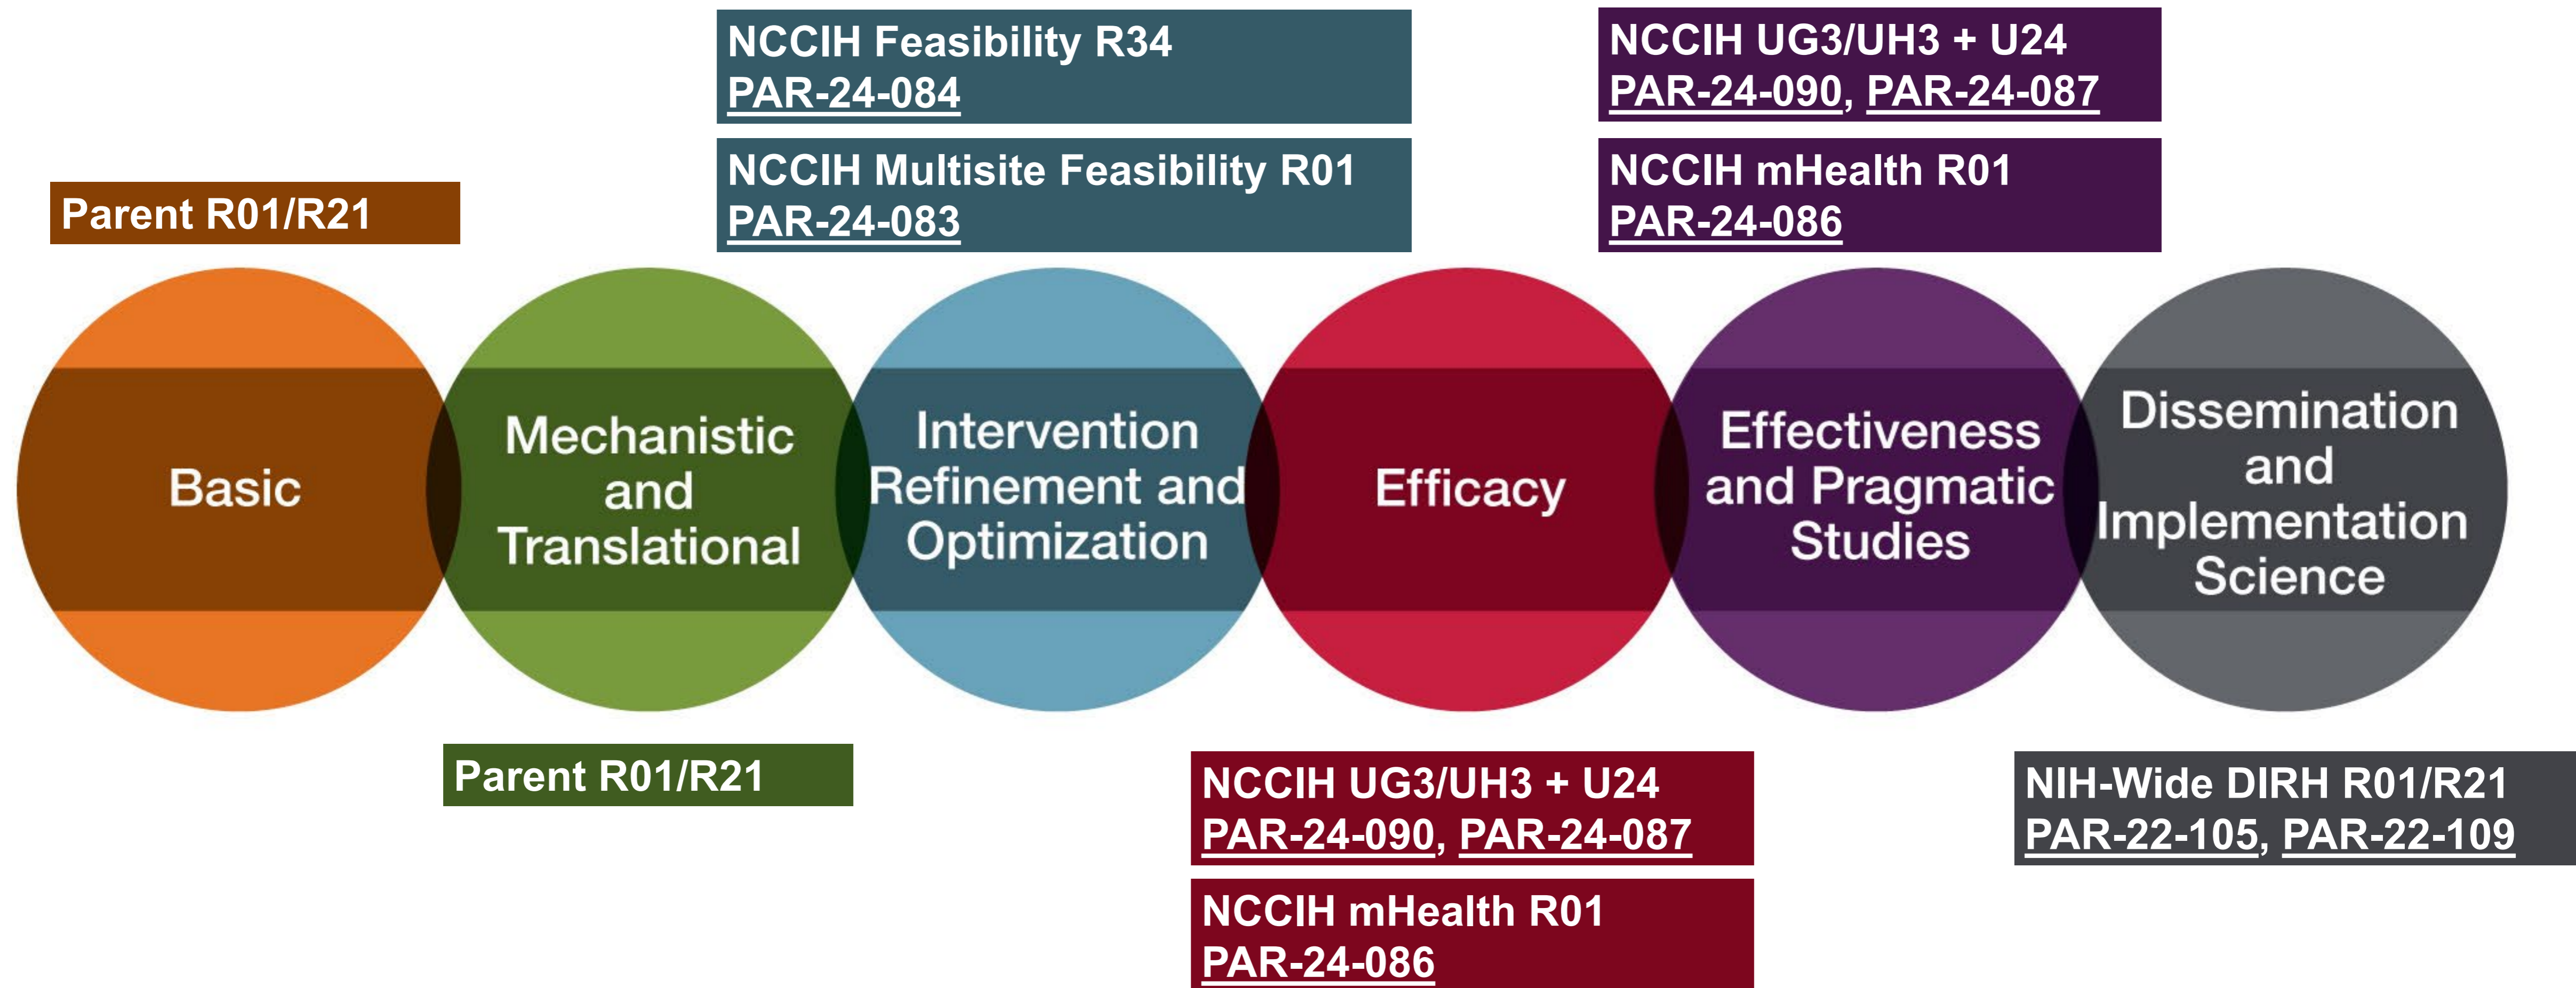 NCCIH Feasibility R34
PAR-24-084
NCCIH Multisite Feasibility R01
PAR-24-083
NCCIH UG3/UH3 + U24
PAR-24-090, PAR-24-087
NCCIH mHealth R01
PAR-24-086
Parent R01/R21
Basic
Mechanistic
and
Translational
Intervention
Refinement and
Optimization
Efficacy
Effectiveness
and Pragmatic
Studies
Dissemination
and
Implementation
Science
Parent R01/R21
NCCIH UG3/UH3 + U24
PAR-24-090, PAR-24-087
NCCIH mHealth R01
PAR-24-086
NIH-Wide DIRH R01/R21
PAR-22-105, PAR-22-109